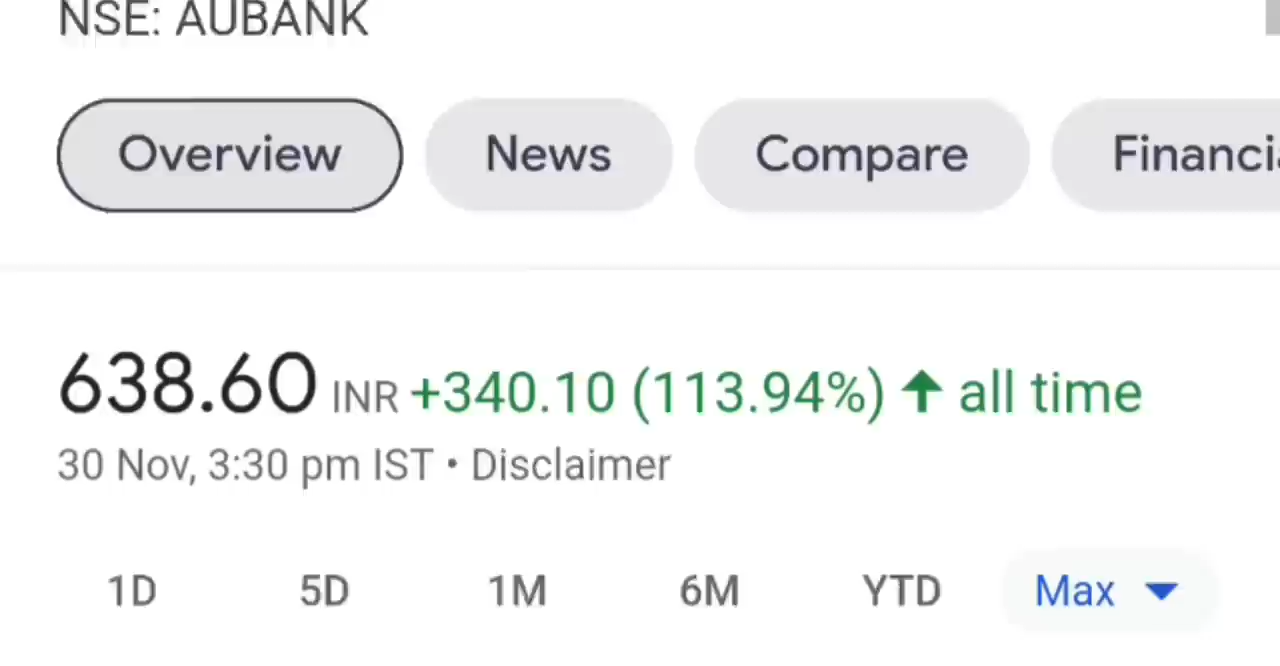 NSE: AUBANK
Overview News Compare Financia
638.60 INR +340.10 (113.94%) ↑ all time
30 Nov, 3:30 pm IST • Disclaimer
1D 5D 1M 6M YTD Max